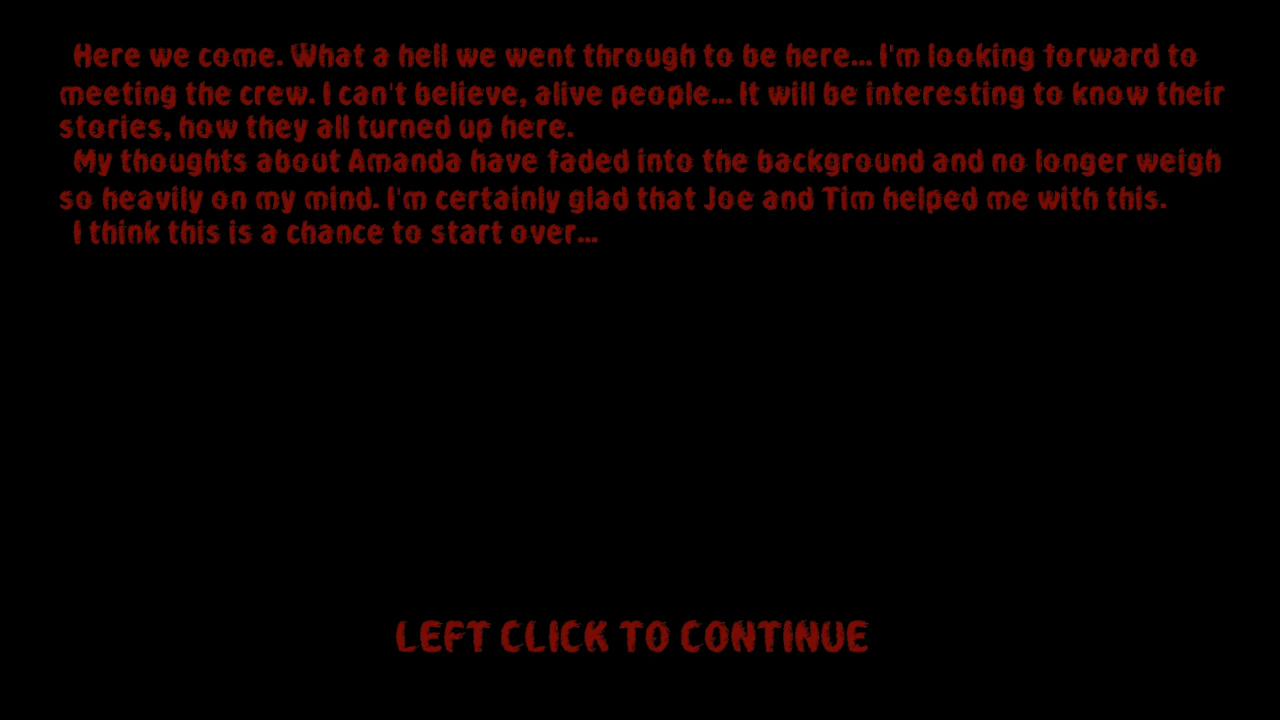 Here we come. What a hell we went through to be here... I'm looking forward to
meeting the crew. I can't believe, alive people... It will be interesting to know their
stories, how they all turned up here.
My thoughts about Amanda have faded into the background and no longer weigh
so heavily on my mind. I'm certainly glad that Joe and Tim helped me with this.
I think this is a chance to start over...
LEFT CLICK TO CONTINUE